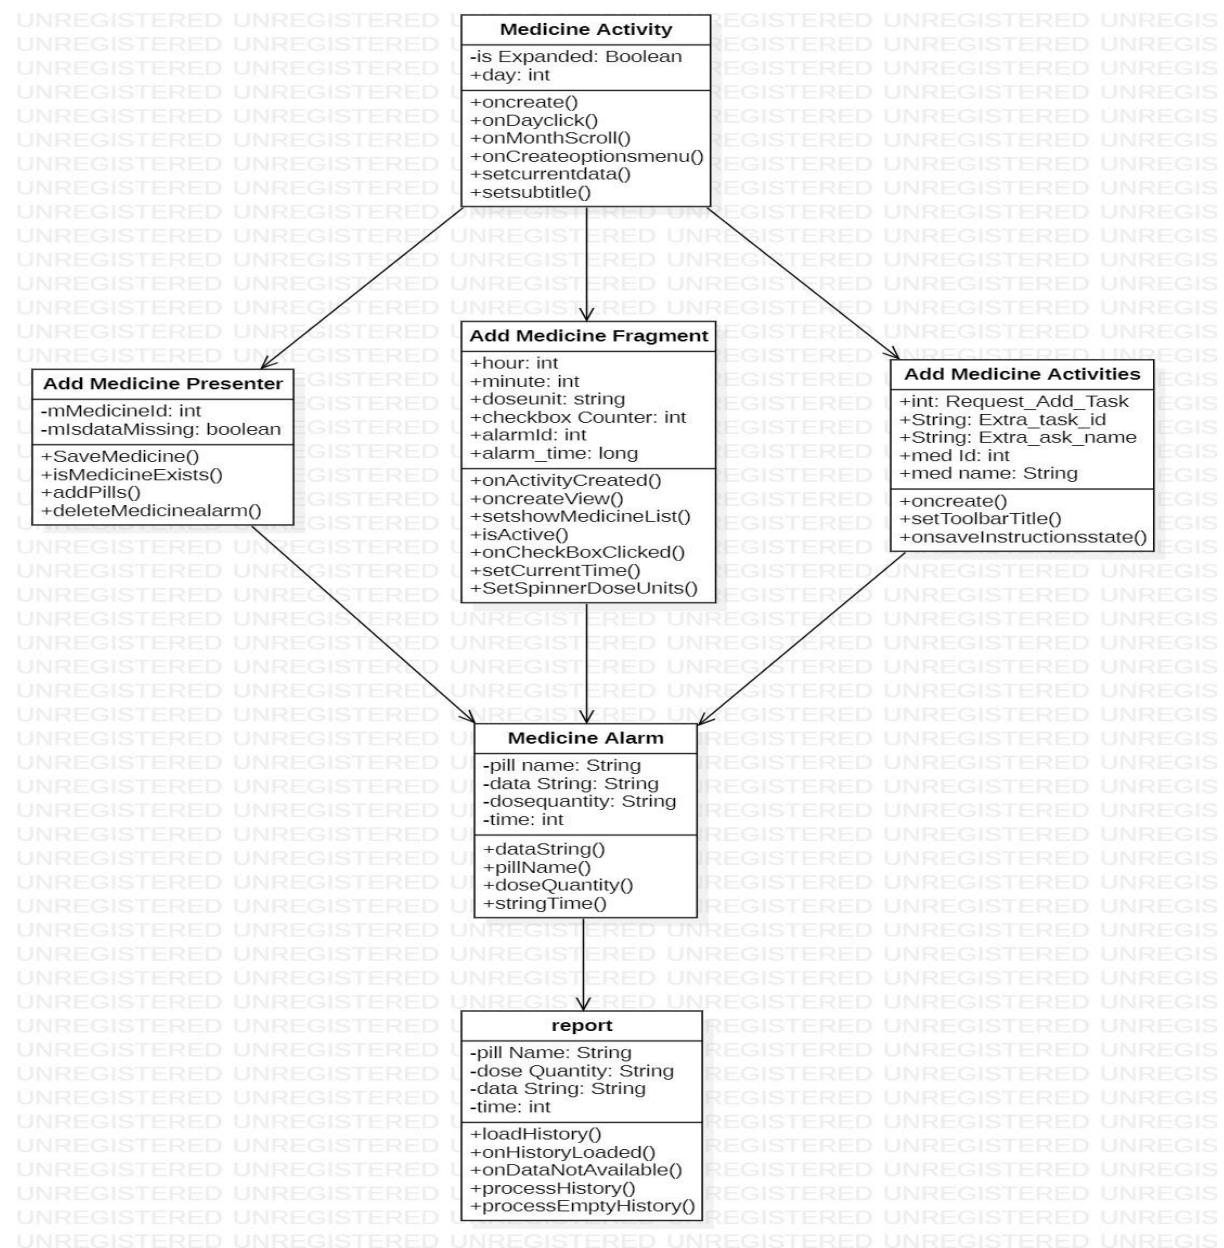 Medicine Activity
-is Expanded: Boolean
+day: int
+oncreate()
+onDayclick()
+onMonthScroll()
+onCreateoptionsmenu()
+setcurrentdata()
+setsubtitle()
Add Medicine Presenter
-mMedicineId: int
-mIsdataMissing: boolean
+SaveMedicine()
+isMedicineExists()
+addPills()
+deleteMedicinealarm()
Add Medicine Fragment
+hour: int
+minute: int
+doseunit: string
+checkbox Counter: int
+alarmId: int
+alarm_time: long
+onActivityCreated()
+oncreateView()
+setshowMedicineList()
+isActive()
+onCheckBoxClicked()
+setCurrentTime()
+SetSpinnerDoseUnits()
Add Medicine Activities
+int: Request_Add_Task
+String: Extra_task_id
+String: Extra_ask_name
+med Id: int
+med name: String
+oncreate()
+setToolbarTitle()
+onsaveInstructionsstate()
Medicine Alarm
-pill name: String
-data String: String
-dosequantity: String
-time: int
+dataString()
+pillName()
+doseQuantity()
+stringTime()
report
-pill Name: String
-dose Quantity: String
-data String: String
-time: int
+loadHistory()
+onHistoryLoaded()
+onDataNotAvailable()
+processHistory()
+processEmptyHistory()
UNREGISTERED